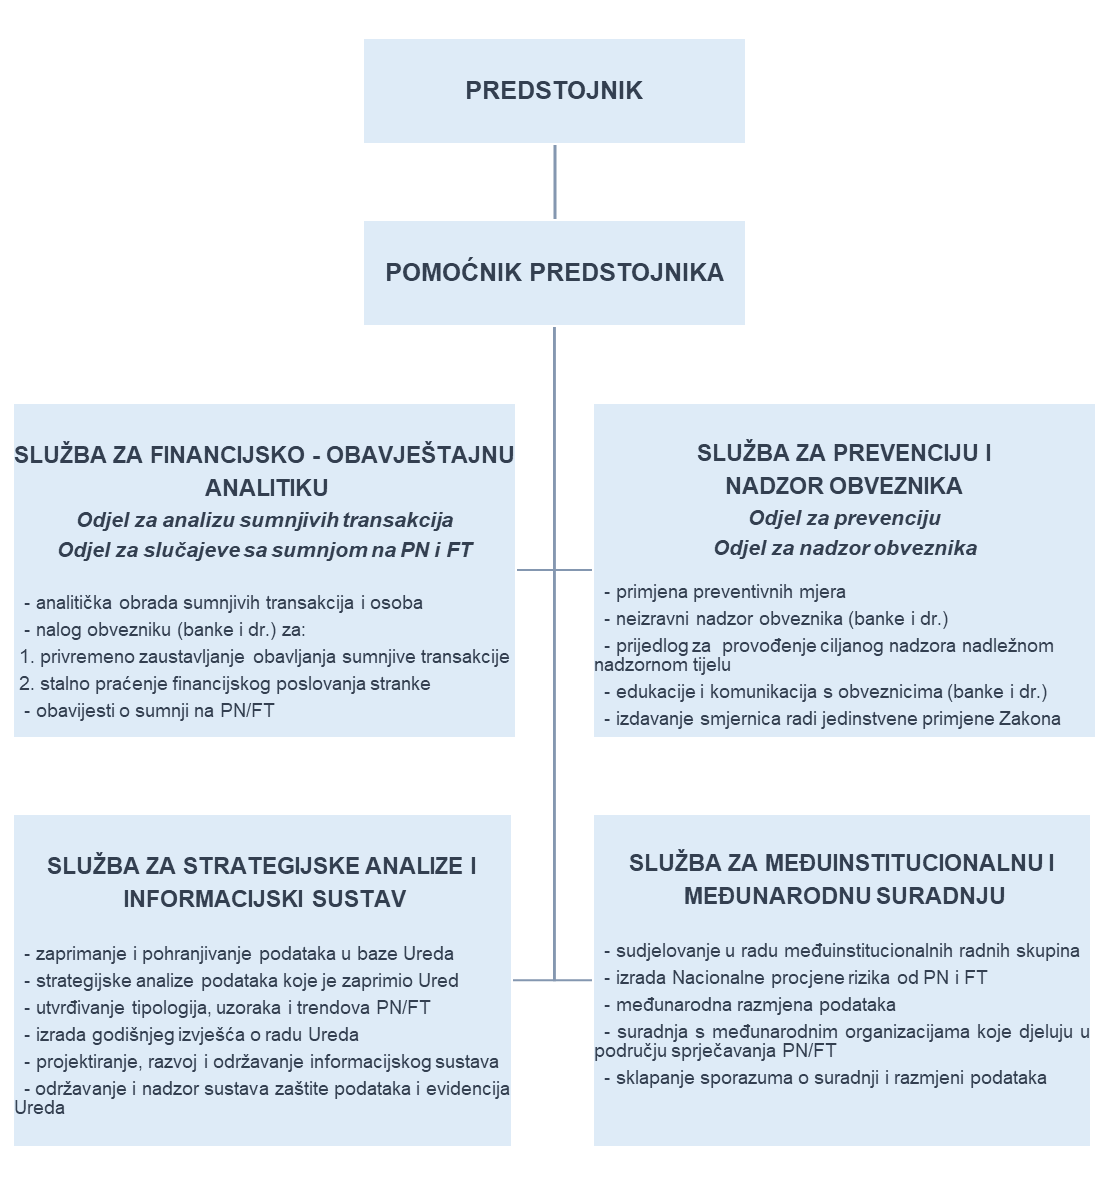 PREDSTOJNIK
POMOĆNIK PREDSTOJNIKA
SLUŽBA ZA FINANCIJSKO - OBAVJEŠTAJNU
ANALITIKU
Odjel za analizu sumnjivih transakcija
Odjel za slučajeve sa sumnjom na PN i FT
- analitička obrada sumnjivih transakcija i osoba
- nalog obvezniku (banke i dr.) za:
1. privremeno zaustavljanje obavljanja sumnjive transakcije
2. stalno praćenje financijskog poslovanja stranke
- obavijesti o sumnji na PN/FT
SLUŽBA ZA PREVENCIJU I
NADZOR OBVEZNIKA
Odjel za prevenciju
Odjel za nadzor obveznika
- primjena preventivnih mjera
- neizravni nadzor obveznika (banke i dr.)
- prijedlog za provođenje ciljanog nadzora nadležnom
nadzornom tijelu
- edukacije i komunikacija s obveznicima (banke i dr.)
- izdavanje smjernica radi jedinstvene primjene Zakona
SLUŽBA ZA STRATEGIJSKE ANALIZE I
INFORMACIJSKI SUSTAV
- zaprimanje i pohranjivanje podataka u baze Ureda
- strategijske analize podataka koje je zaprimio Ured
- utvrđivanje tipologija, uzoraka i trendova PN/FT
- izrada godišnjeg izvješća o radu Ureda
- projektiranje, razvoj i održavanje informacijskog sustava
- održavanje i nadzor sustava zaštite podataka i evidencija
Ureda
SLUŽBA ZA MEĐUINSTITUCIONALNU I
MEĐUNARODNU SURADNJU
- sudjelovanje u radu međuinstitucionalnih radnih skupina
- izrada Nacionalne procjene rizika od PN i FT
- međunarodna razmjena podataka
- suradnja s međunarodnim organizacijama koje djeluju u
području sprječavanja PN/FT
- sklapanje sporazuma o suradnji i razmjeni podataka